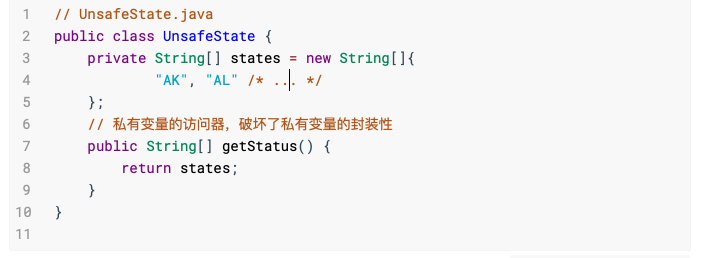 1 // UnsafeState.java
2 public class UnsafeState {
3 private String[] states = new String[]{
4 "AK", "AL" /* ... */
5 };
6 // 私有变量的访问器，破坏了私有变量的封装性
7 public String[] getStatus() {
8 return states;
9 }
10 }
11